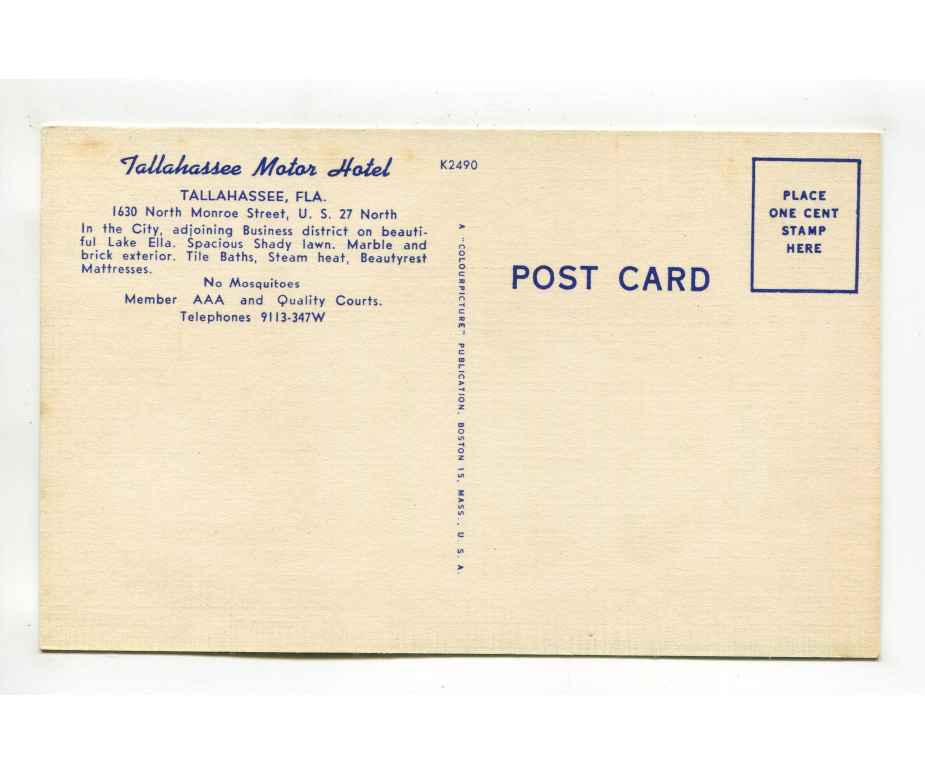 Tallahassee Motor Hotel
TALLAHASSEE, FLA.
1630 North Monroe Street, U. S. 27 North
In the City, adjoining Business district on beauti-
ful Lake Ella. Spacious Shady lawn. Marble and
brick exterior. Tile Baths, Steam heat, Beautyrest
Mattresses.
No Mosquitoes
Member AAA and Quality Courts.
Telephones 9113-347W
K2490
A "COLOURPICTURE" PUBLICATION, BOSTON 15, MASS., U. S. A.
POST CARD
PLACE
ONE CENT
STAMP
HERE